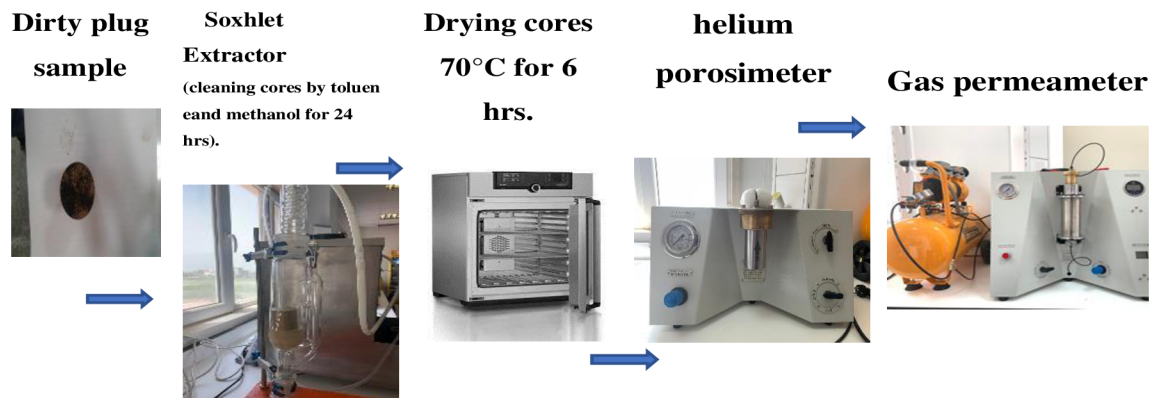 Dirty plug
sample
Soxhlet
Extractor
(cleaning cores by toluen
eand methanol for 24
hrs).
Drying cores
70°C for 6
hrs.
helium
porosimeter
Gas permeameter